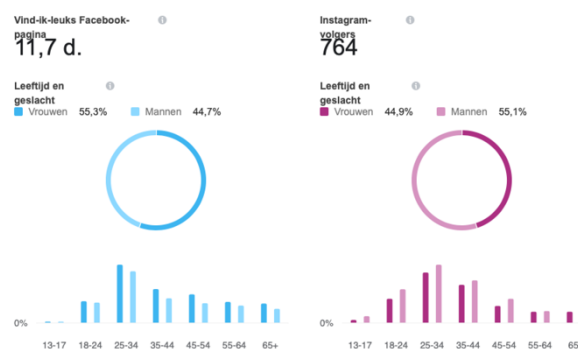 Vind-ik-leuks Facebook-
pagina
11,7 d.
Leeftijd en
geslacht
Vrouwen 55,3% Mannen 44,7%
0%
13-17 18-24 25-34 35-44 45-54 55-64 65+
Instagram-
volgers
764
Leeftijd en
geslacht
Vrouwen 44,9% Mannen 55,1%
0%
13-17 18-24 25-34 35-44 45-54 55-64